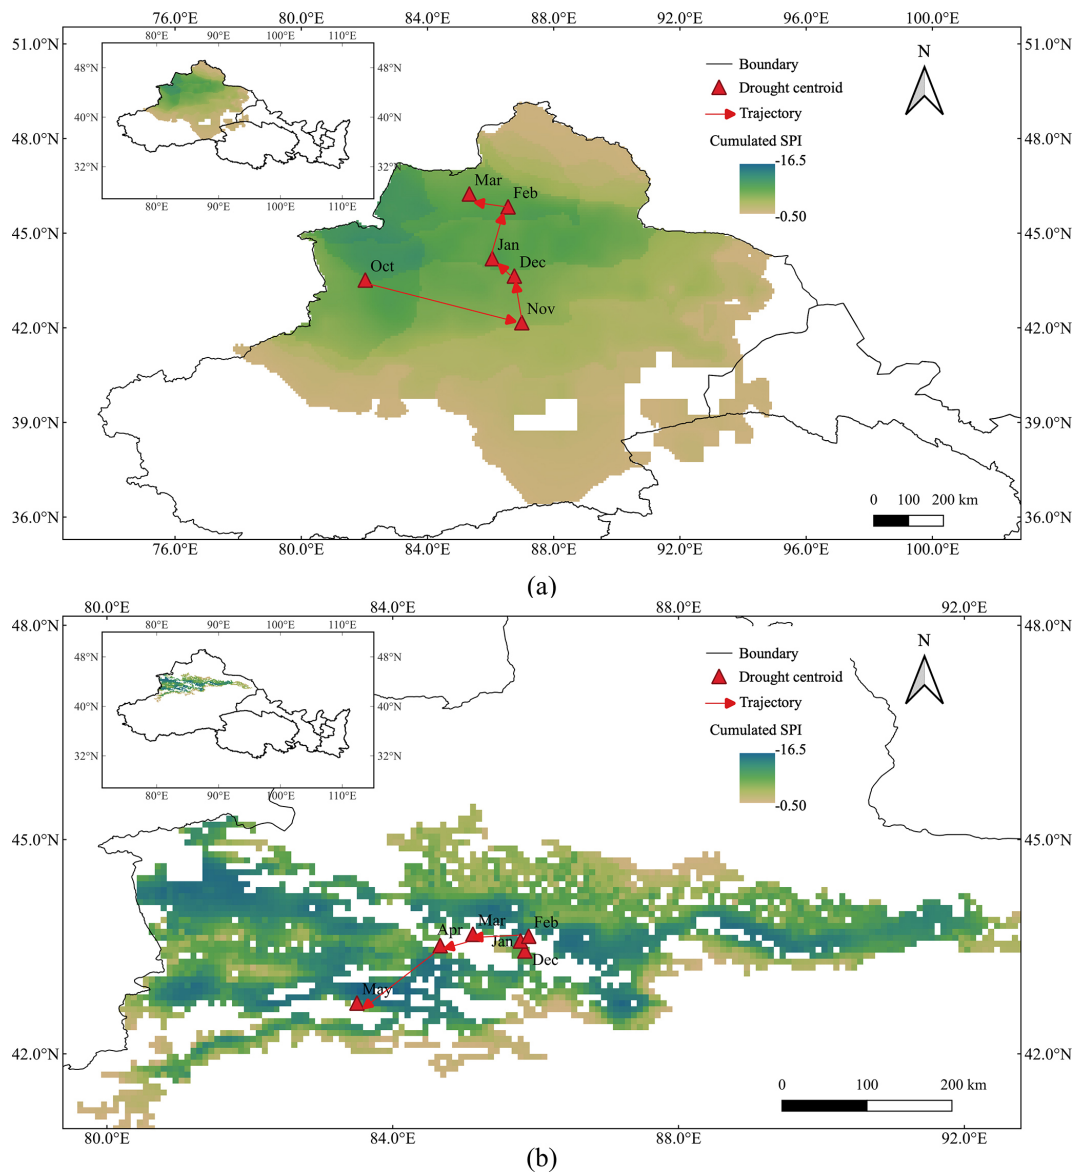 76.0°E 80.0°E 84.0°E 88.0°E 92.0°E 96.0°E 100.0°E
51.0°N 51.0°N
80°E 90°E 100°E 110°E
48°N 48°N
40°N 40°N
32°N 32°N
80°E 90°E 100°E 110°E
N
Boundary
Drought centroid
Trajectory
Cumulated SPI
-16.5
-0.50
48.0°N 48.0°N
Mar
Feb
45.0°N 45.0°N
Jan
Oct
Dec
Nov
42.0°N 42.0°N
39.0°N 39.0°N
0 100 200 km
36.0°N 36.0°N
76.0°E 80.0°E 84.0°E 88.0°E 92.0°E 96.0°E 100.0°E
(a)
80.0°E 84.0°E 88.0°E 92.0°E
48.0°N 48.0°N
80°E 90°E 100°E 110°E
48°N 48°N
40°N 40°N
32°N 32°N
80°E 90°E 100°E 110°E
N
Boundary
Drought centroid
Trajectory
Cumulated SPI
-16.5
-0.50
45.0°N 45.0°N
Mar
Feb
Apr
Jan
Dec
May
42.0°N 42.0°N
0 100 200 km
80.0°E 84.0°E 88.0°E 92.0°E
(b)